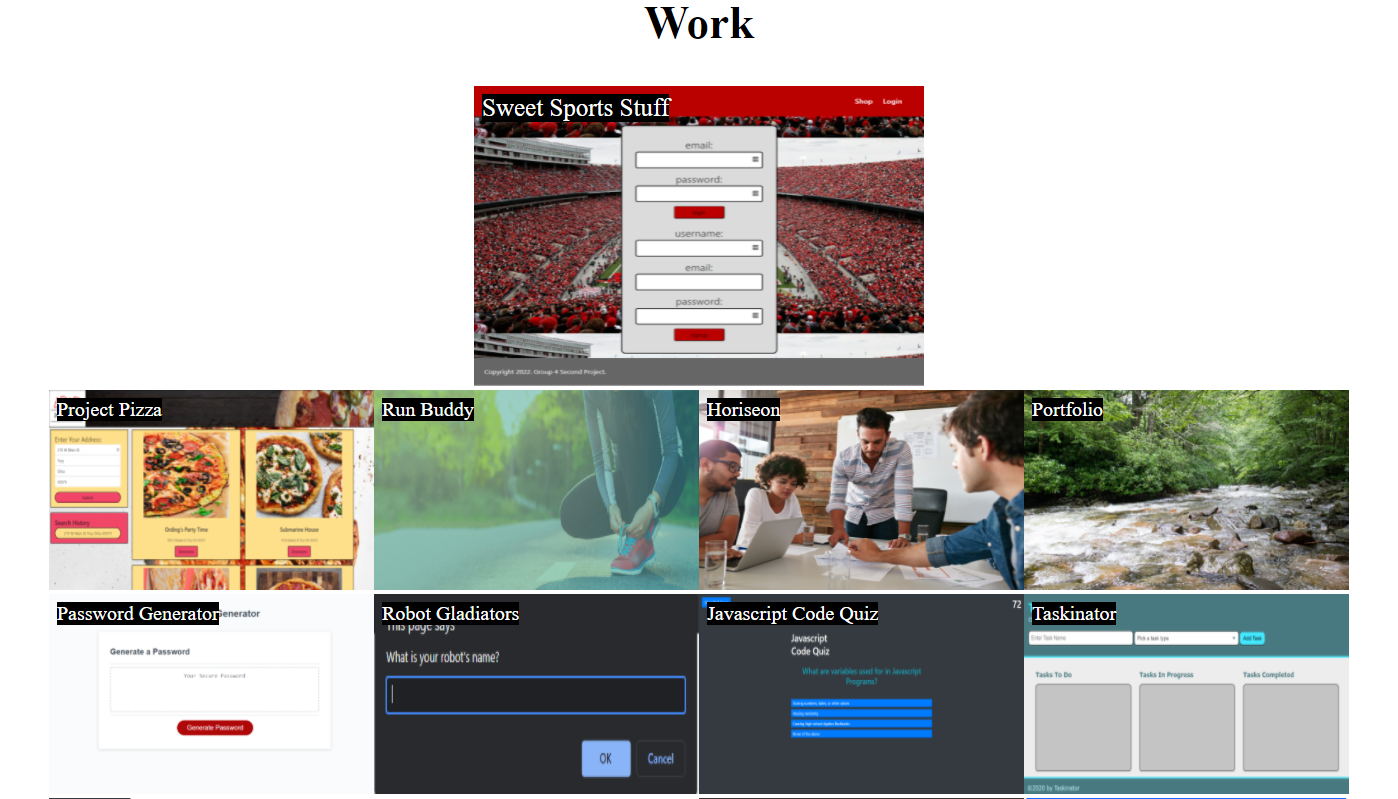 Work
Sweet Sports Stuff
Shop Login
email:
password:
username:
email:
password:
Copyright 2022. Group 4 Second Project.
Project Pizza
Enter Your Address:
Search History
Ording's Party Time
Submarine House
Run Buddy
Horiseon
Portfolio
Password Generator
Generator
Generate a Password
Your Secure Password
Generate Password
Robot Gladiators
This page says
What is your robot's name?
OK Cancel
Javascript Code Quiz
72
Javascript
Code Quiz
What are variables used for in Javascript
Programs?
Taskinator
Enter Task Name
Pick a task type
Add Task
Tasks To Do
Tasks In Progress
Tasks Completed
©2020 by Taskinator